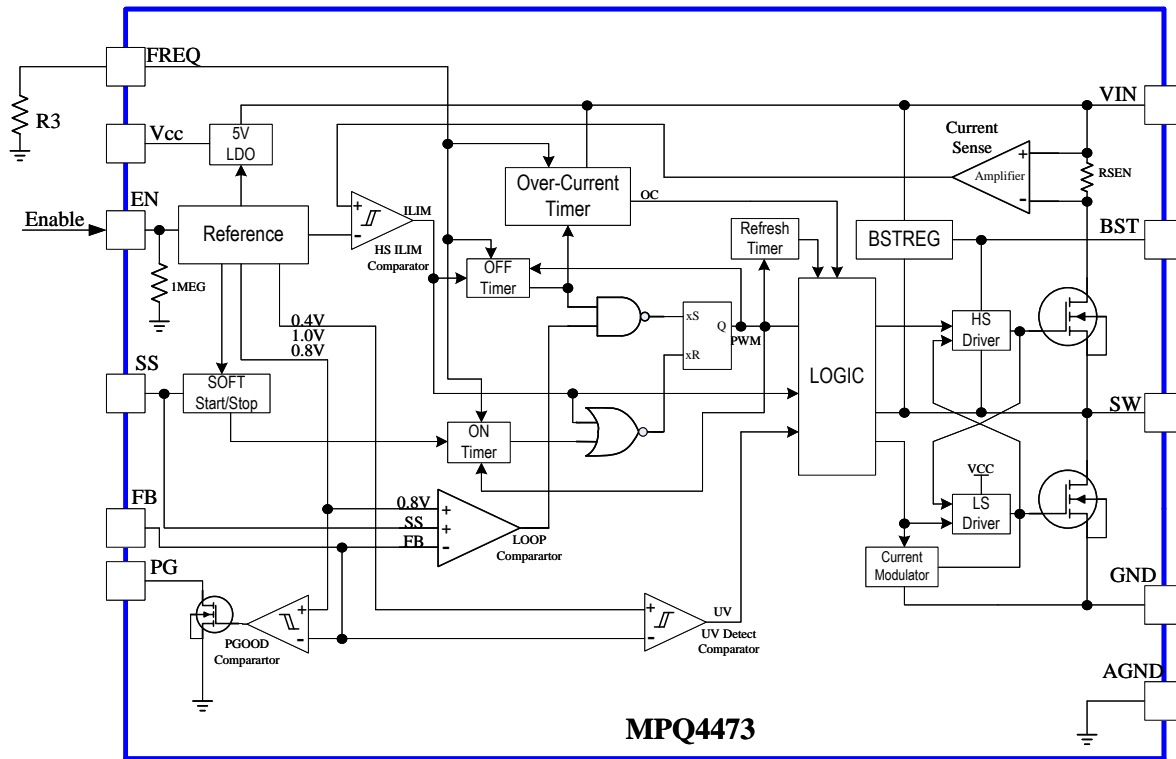 FREQ
R3
Vcc
5V
LDO
EN
Enable
1MEG
Reference
+
-
ILIM
HS ILIM
Comparator
Over-Current
Timer
OC
OFF
Timer
Current
Sense
Amplifier
+
-
VIN
RSEN
BST
BSTREG
Refresh
Timer
0.4V
1.0V
0.8V
xS
Q
PWM
xR
LOGIC
HS
Driver
SS
SOFT
Start/Stop
ON
Timer
SW
VCC
LS
Driver
FB
0.8V
+
SS
+
FB
-
LOOP
Comparartor
Current
Modulator
PG
GND
+
-
PGOOD
Comparartor
+
-
UV
UV Detect
Comparator
AGND
MPQ4473